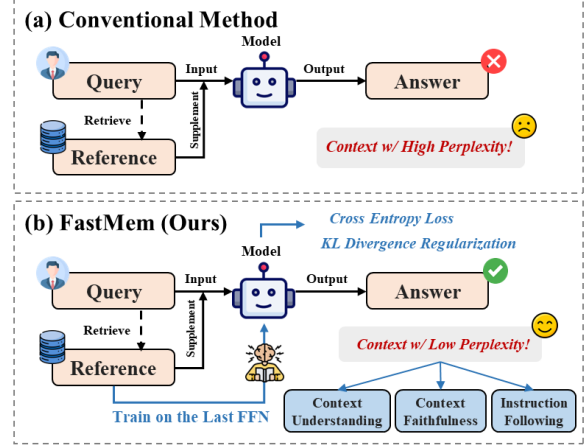 (a) Conventional Method
Model
Query
Input
Output
Answer
Retrieve
Supplement
Reference
Context w/ High Perplexity!
(b) FastMem (Ours)
Cross Entropy Loss
KL Divergence Regularization
Model
Query
Input
Output
Answer
Retrieve
Supplement
Reference
Context w/ Low Perplexity!
Train on the Last FFN
Context
Understanding
Context
Faithfulness
Instruction
Following